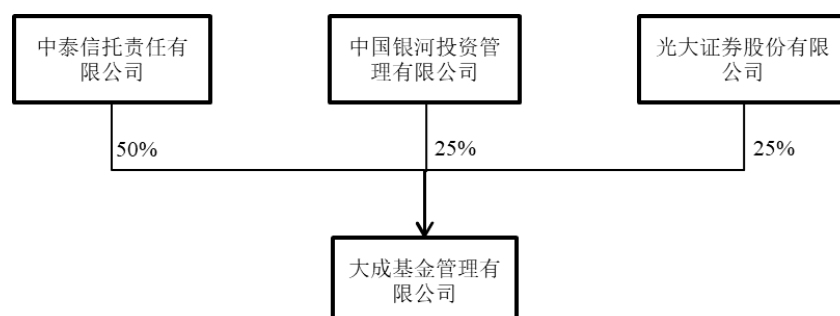 中泰信托责任有
限公司
中国银河投资管
理有限公司
光大证券股份有限
公司
50%
25%
25%
大成基金管理有
限公司